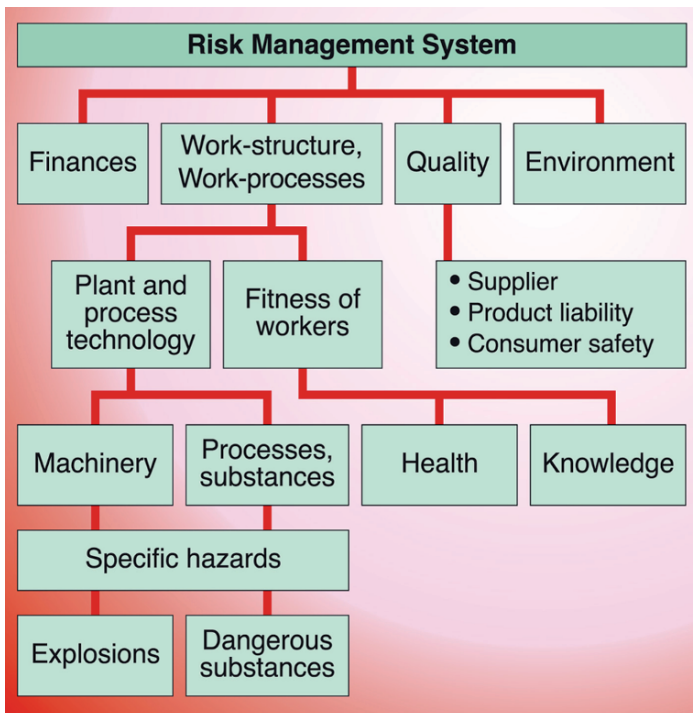 Risk Management System
Finances
Work-structure,
Work-processes
Quality
Environment
Plant and
process
technology
Fitness of
workers
• Supplier
• Product liability
• Consumer safety
Machinery
Processes,
substances
Health
Knowledge
Specific hazards
Explosions
Dangerous
substances